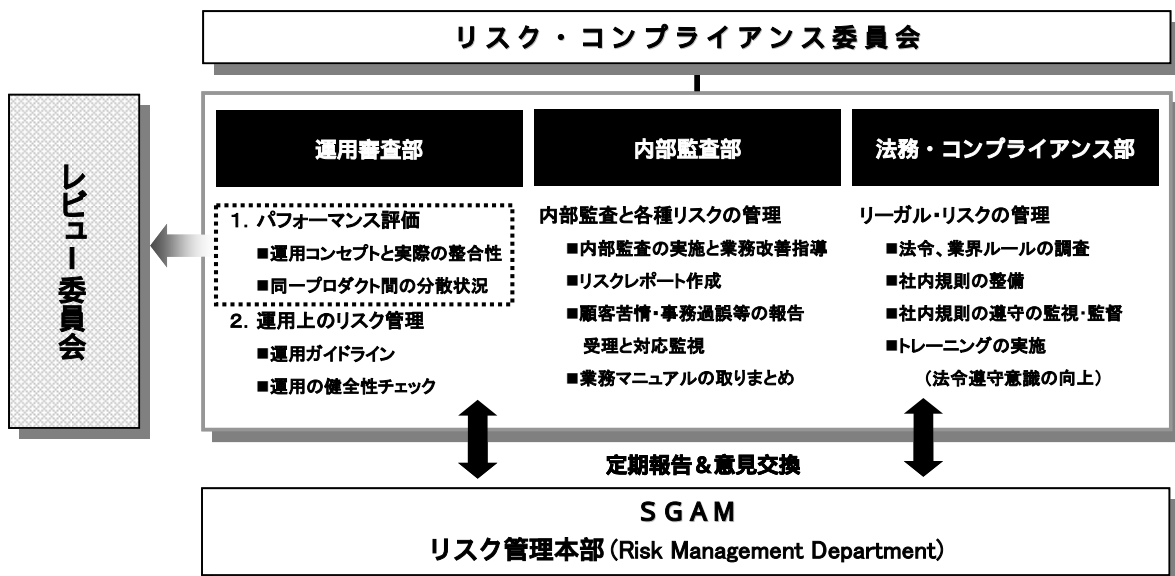 リスク・コンプライアンス委員会
レビュー委員会
運用審査部
1. パフォーマンス評価
■運用コンセプトと実際の整合性
■同一プロダクト間の分散状況
2. 運用上のリスク管理
■運用ガイドライン
■運用の健全性チェック
内部監査部
内部監査と各種リスクの管理
■内部監査の実施と業務改善指導
■リスクレポート作成
■顧客苦情・事務過誤等の報告
受理と対応監視
■業務マニュアルの取りまとめ
法務・コンプライアンス部
リーガル・リスクの管理
■法令、業界ルールの調査
■社内規則の整備
■社内規則の遵守の監視・監督
■トレーニングの実施
（法令遵守意識の向上）
定期報告＆意見交換
SGAM
リスク管理本部(Risk Management Department)